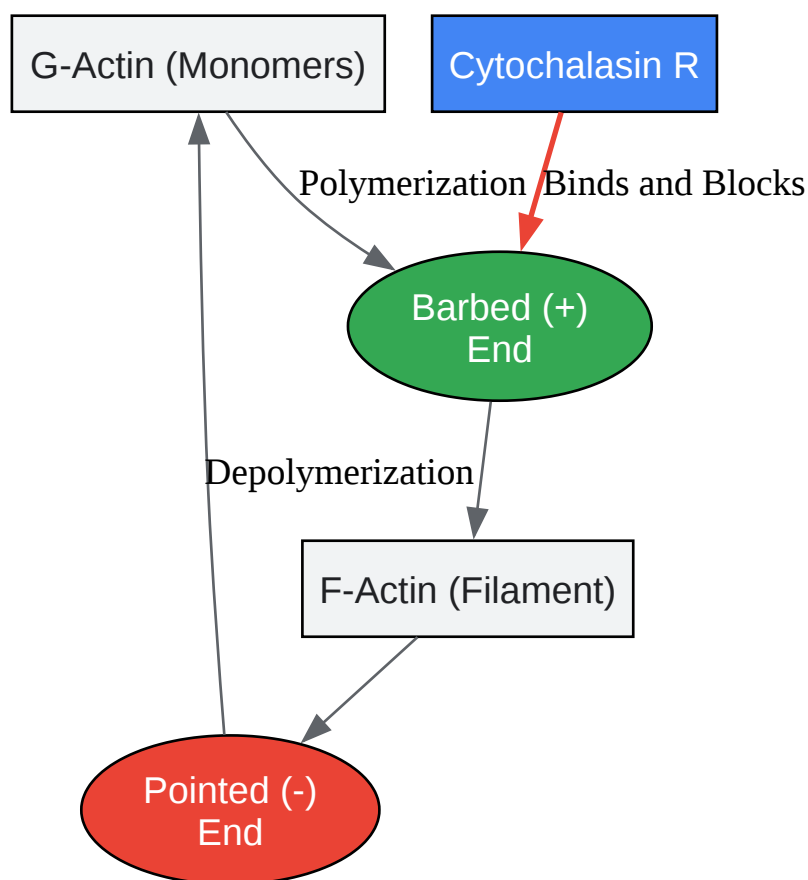 G-Actin (Monomers)
Cytochalasin R
Polymerization
Binds and Blocks
Barbed (+)
End
Depolymerization
F-Actin (Filament)
Pointed (-)
End